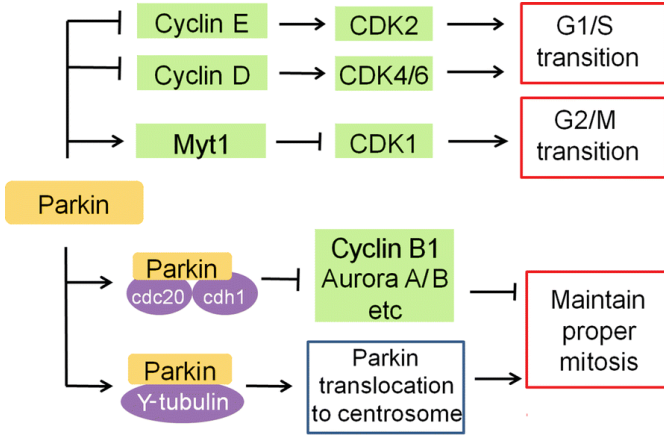 Cyclin E
CDK2
G1/S
transition
Cyclin D
CDK4/6
Myt1
CDK1
G2/M
transition
Parkin
Parkin
cdc20
cdh1
Cyclin B1
Aurora A/B
etc
Maintain
proper
mitosis
Parkin
Y-tubulin
Parkin
translocation
to centrosome